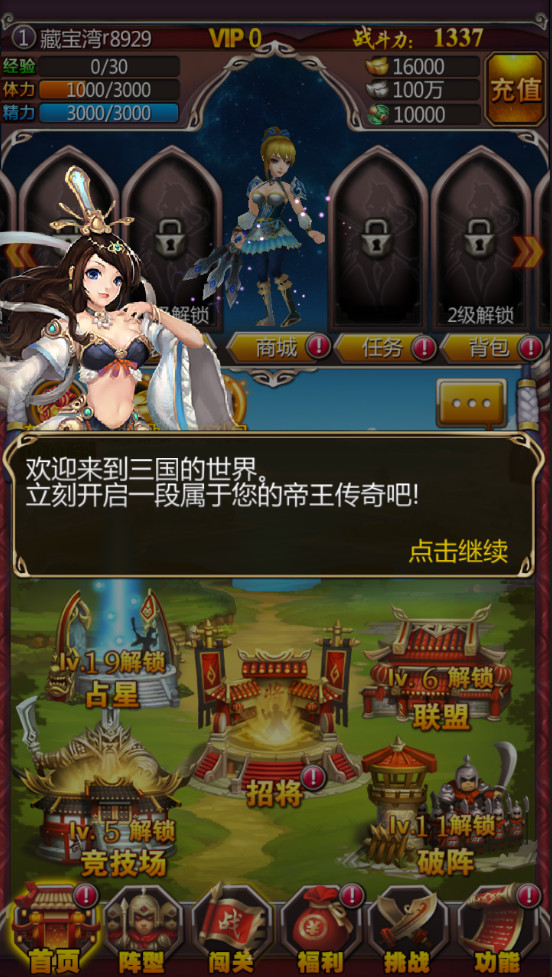 1 藏宝湾r8929 VIP 0 战斗力: 1337
经验 0/30 16000
体力 1000/3000 100万
精力 3000/3000 10000
充值
级解锁 2级解锁
商城 任务 背包
欢迎来到三国的世界。
立刻开启一段属于您的帝王传奇吧!
点击继续
lv.19解锁
占星
lv. 6 解锁
联盟
招将
lv. 5 解锁
竞技场
lv.11解锁
破阵
首页 阵型 闯关 福利 挑战 功能